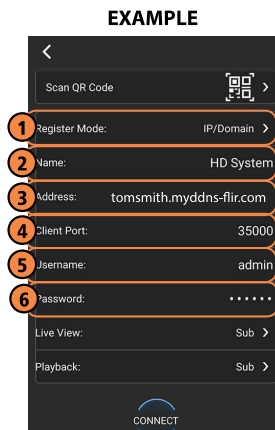 EXAMPLE
Scan QR Code
1 Register Mode: IP/Domain
2 Name: HD System
3 Address: tomsmith.myddns-flir.com
4 Client Port: 35000
5 Username: admin
6 Password: ······
Live View: Sub
Playback: Sub
CONNECT